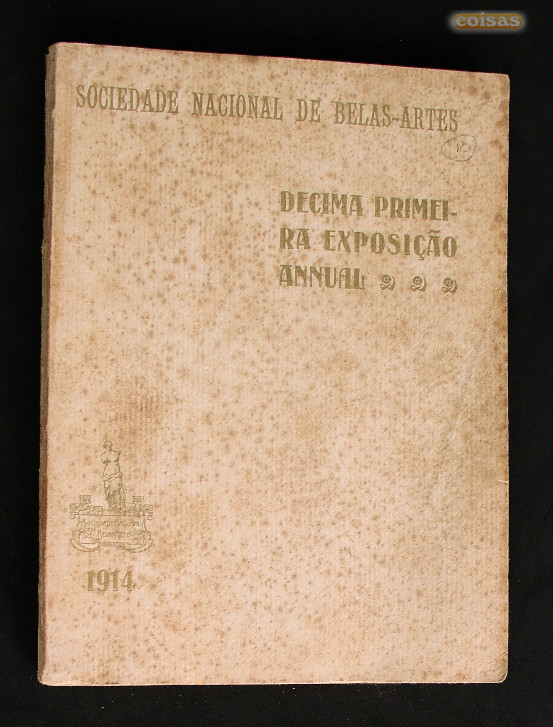 coisas
SOCIEDADE NACIONAL DE BELAS-ARTES
DECIMA PRIMEI-
RA EXPOSIÇÃO
ANNUAL
1914